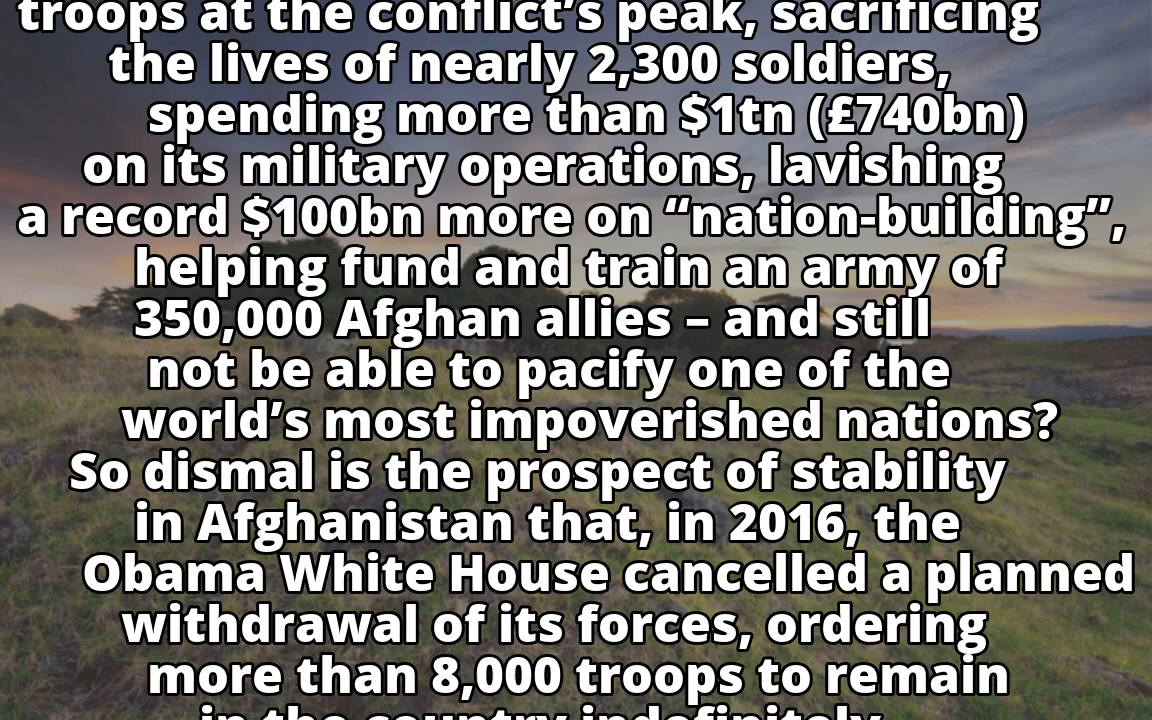 troops at the conflict’s peak, sacrificing
the lives of nearly 2,300 soldiers,
spending more than $1tn (£740bn)
on its military operations, lavishing
a record $100bn more on “nation-building”,
helping fund and train an army of
350,000 Afghan allies – and still
not be able to pacify one of the
world’s most impoverished nations?
So dismal is the prospect of stability
in Afghanistan that, in 2016, the
Obama White House cancelled a planned
withdrawal of its forces, ordering
more than 8,000 troops to remain
in the country indefinitely